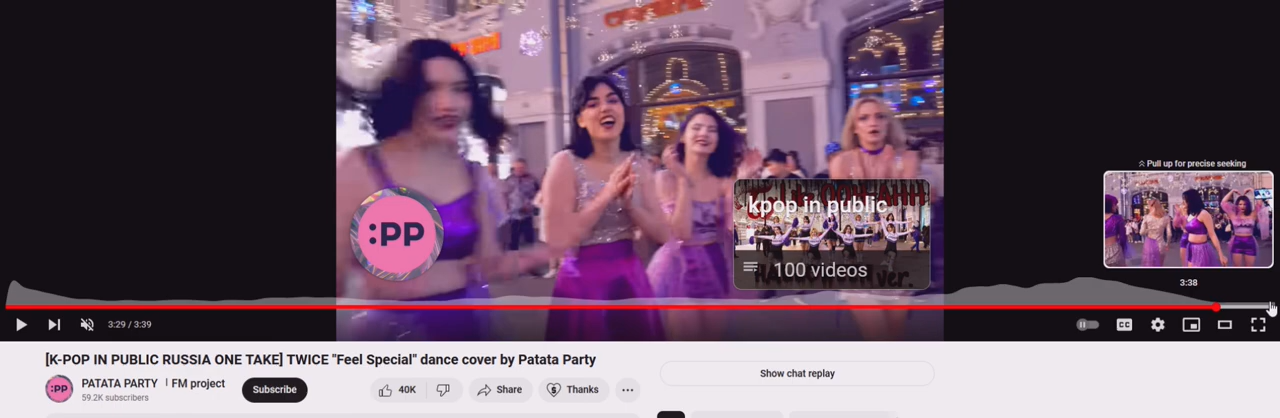 kpop in public
:PP
100 videos
ver.
Pull up for precise seeking
3:38
3:29 / 3:39
CC
[K-POP IN PUBLIC RUSSIA ONE TAKE] TWICE "Feel Special" dance cover by Patata Party
:PP
PATATA PARTY ╵ FM project
59.2K subscribers
Subscribe
40K
Share
Thanks
Show chat replay